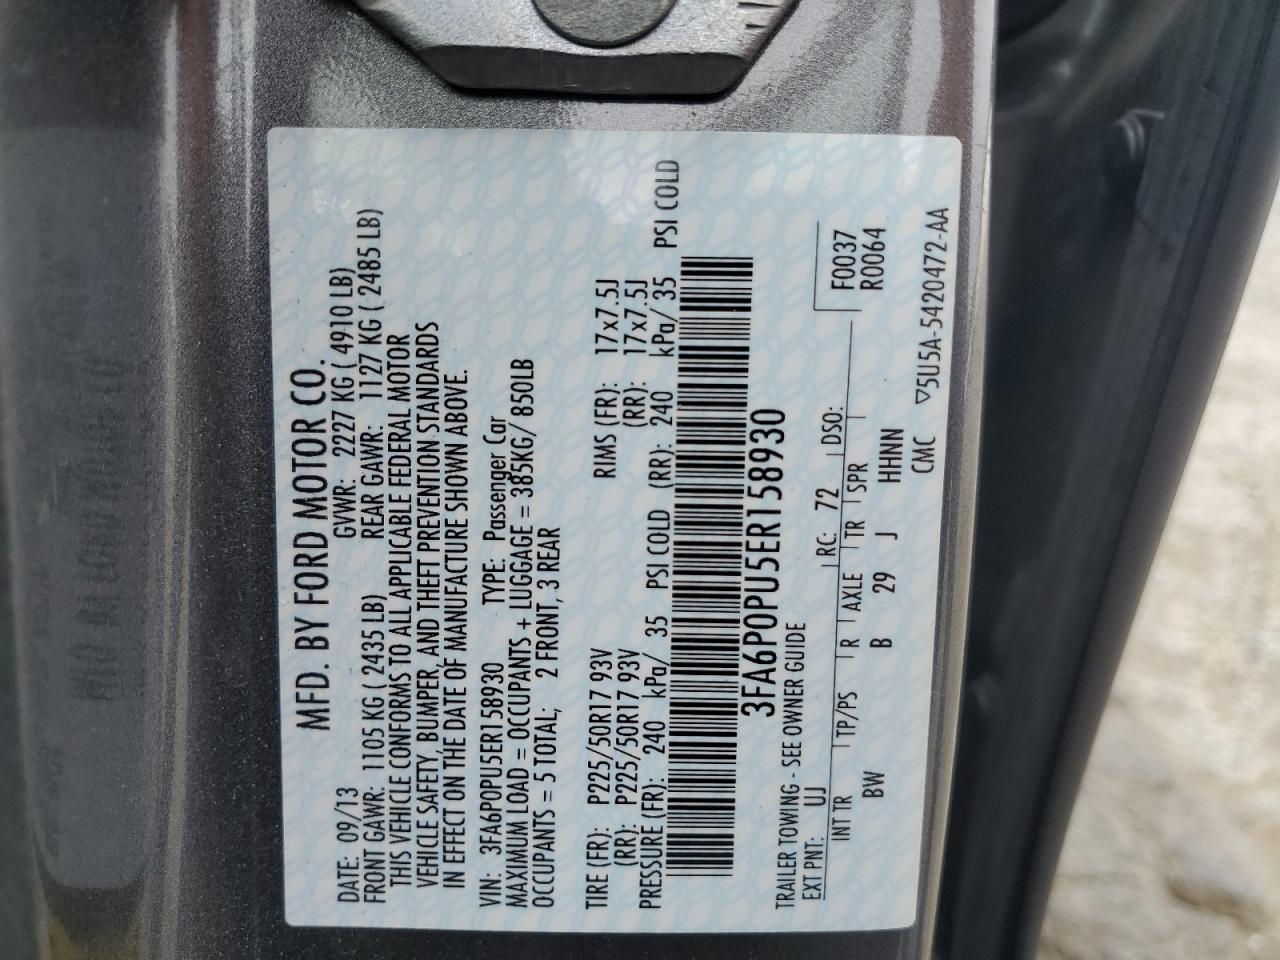 MFD. BY FORD MOTOR CO.
DATE: 09/13 GVWR: 2227 KG ( 4910 LB)
FRONT GAWR: 1105 KG ( 2435 LB) REAR GAWR: 1127 KG ( 2485 LB)
THIS VEHICLE CONFORMS TO ALL APPLICABLE FEDERAL MOTOR
VEHICLE SAFETY, BUMPER, AND THEFT PREVENTION STANDARDS
IN EFFECT ON THE DATE OF MANUFACTURE SHOWN ABOVE.
VIN: 3FA6P0PU5ER158930 TYPE: Passenger Car
MAXIMUM LOAD = OCCUPANTS + LUGGAGE = 385KG/ 850LB
OCCUPANTS = 5 TOTAL; 2 FRONT, 3 REAR
TIRE (FR): P225/50R17 93V RIMS (FR): 17x7.5J
(RR): P225/50R17 93V (RR): 17x7.5J
PRESSURE (FR): 240 kPa/ 35 PSI COLD (RR): 240 kPa/ 35 PSI COLD
3FA6P0PU5ER158930
TRAILER TOWING - SEE OWNER GUIDE
EXT PNT: UJ RC: 72 DSO: F0037
INT TR TP/PS R AXLE TR SPR R0064
BW B 29 J HHNN
CMC ▽5U5A-5420472-AA